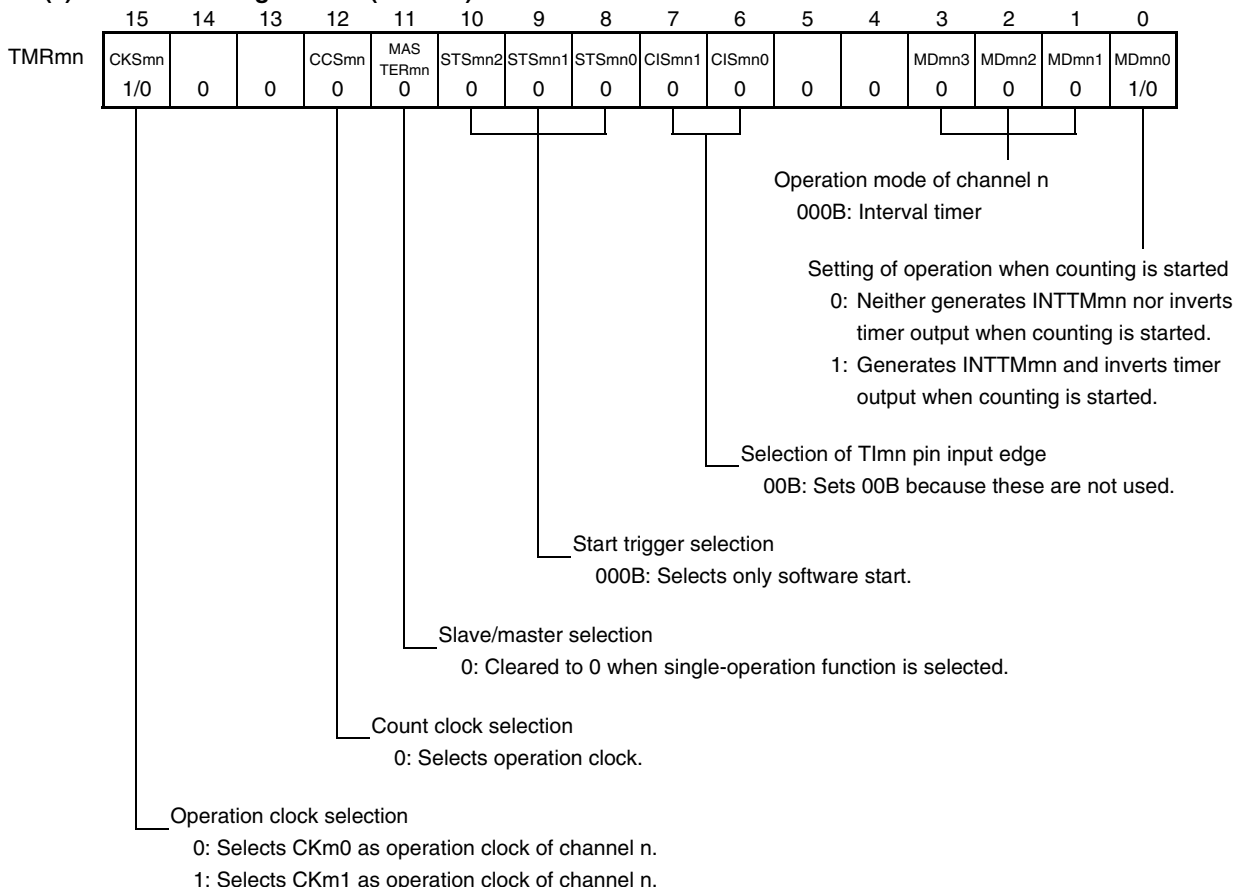 15 14 13 12 11 10 9 8 7 6 5 4 3 2 1 0
TMRmn CKSmn CCSmn MAS TERmn STSmn2 STSmn1 STSmn0 CISmn1 CISmn0 MDmn3 MDmn2 MDmn1 MDmn0
1/0 0 0 0 0 0 0 0 0 0 0 0 0 0 0 1/0
Operation mode of channel n
000B: Interval timer
Setting of operation when counting is started
0: Neither generates INTTMmn nor inverts
timer output when counting is started.
1: Generates INTTMmn and inverts timer
output when counting is started.
Selection of TImn pin input edge
00B: Sets 00B because these are not used.
Start trigger selection
000B: Selects only software start.
Slave/master selection
0: Cleared to 0 when single-operation function is selected.
Count clock selection
0: Selects operation clock.
Operation clock selection
0: Selects CKm0 as operation clock of channel n.
1: Selects CKm1 as operation clock of channel n.